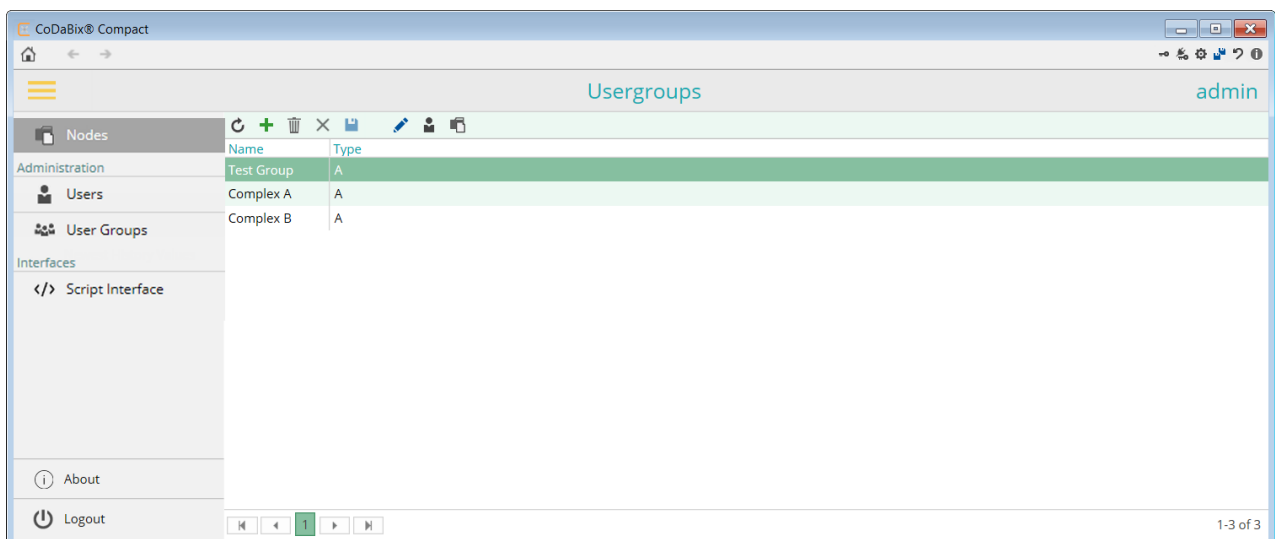 CoDaBix® Compact
Usergroups
admin
Nodes
Administration
Users
User Groups
Interfaces
Script Interface
About
Logout
Name Type
Test Group A
Complex A A
Complex B A
1
1-3 of 3